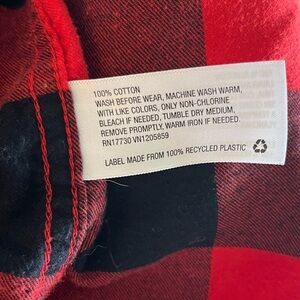 100% COTTON
WASH BEFORE WEAR, MACHINE WASH WARM,
WITH LIKE COLORS, ONLY NON-CHLORINE
BLEACH IF NEEDED, TUMBLE DRY MEDIUM,
REMOVE PROMPTLY, WARM IRON IF NEEDED.
RN17730 VN1205859
LABEL MADE FROM 100% RECYCLED PLASTIC